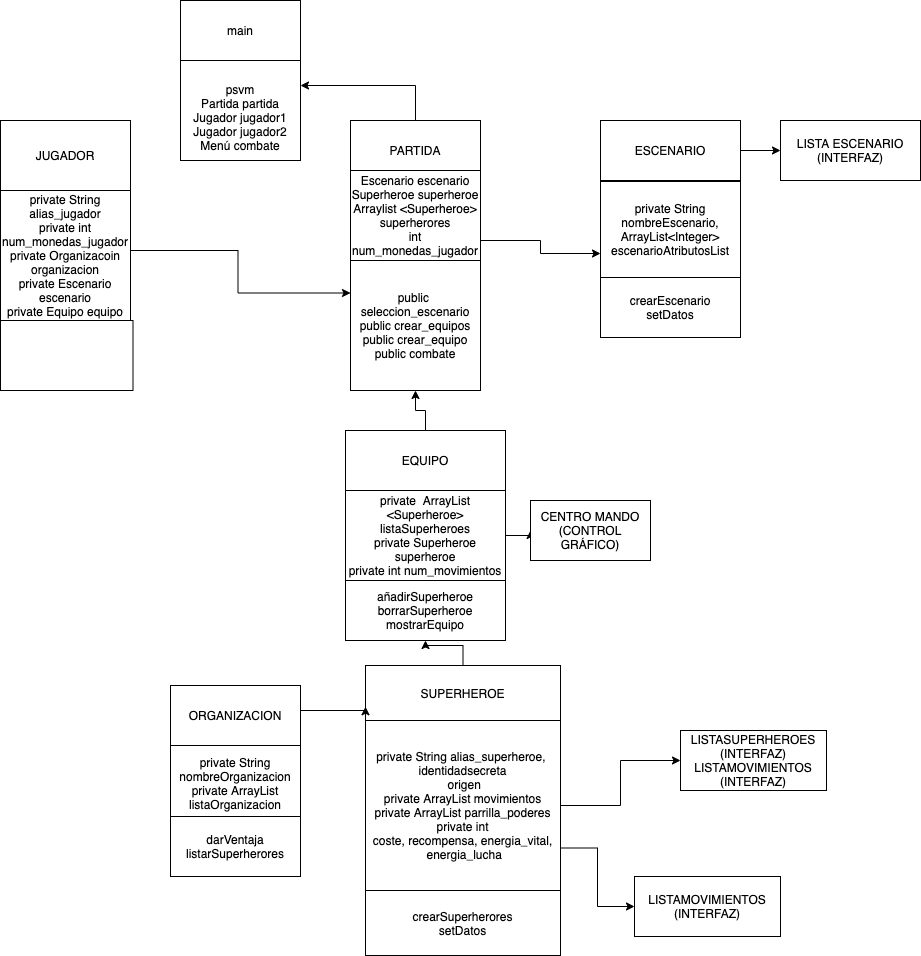 main
psvm
Partida partida
Jugador jugador1
Jugador jugador2
Menú combate
JUGADOR
private String
alias_jugador
private int
num_monedas_jugador
private Organizacoin
organizacion
private Escenario
escenario
private Equipo equipo
PARTIDA
Escenario escenario
Superheroe superheroe
Arraylist <Superheroe>
superherores
int
num_monedas_jugador
public
seleccion_escenario
public crear_equipos
public crear_equipo
public combate
ESCENARIO
private String
nombreEscenario,
ArrayList<Integer>
escenarioAtributosList
crearEscenario
setDatos
LISTA ESCENARIO
(INTERFAZ)
EQUIPO
private  ArrayList
<Superheroe>
listaSuperheroes
private Superheroe
superheroe
private int num_movimientos
añadirSuperheroe
borrarSuperheroe
mostrarEquipo
CENTRO MANDO
(CONTROL
GRÁFICO)
ORGANIZACION
private String
nombreOrganizacion
private ArrayList
listaOrganizacion
darVentaja
listarSuperherores
SUPERHEROE
private String alias_superheroe,
identidadsecreta
origen
private ArrayList movimientos
private ArrayList parrilla_poderes
private int
coste, recompensa, energia_vital,
energia_lucha
crearSuperherores
setDatos
LISTASUPERHEROES
(INTERFAZ)
LISTAMOVIMIENTOS
(INTERFAZ)
LISTAMOVIMIENTOS
(INTERFAZ)